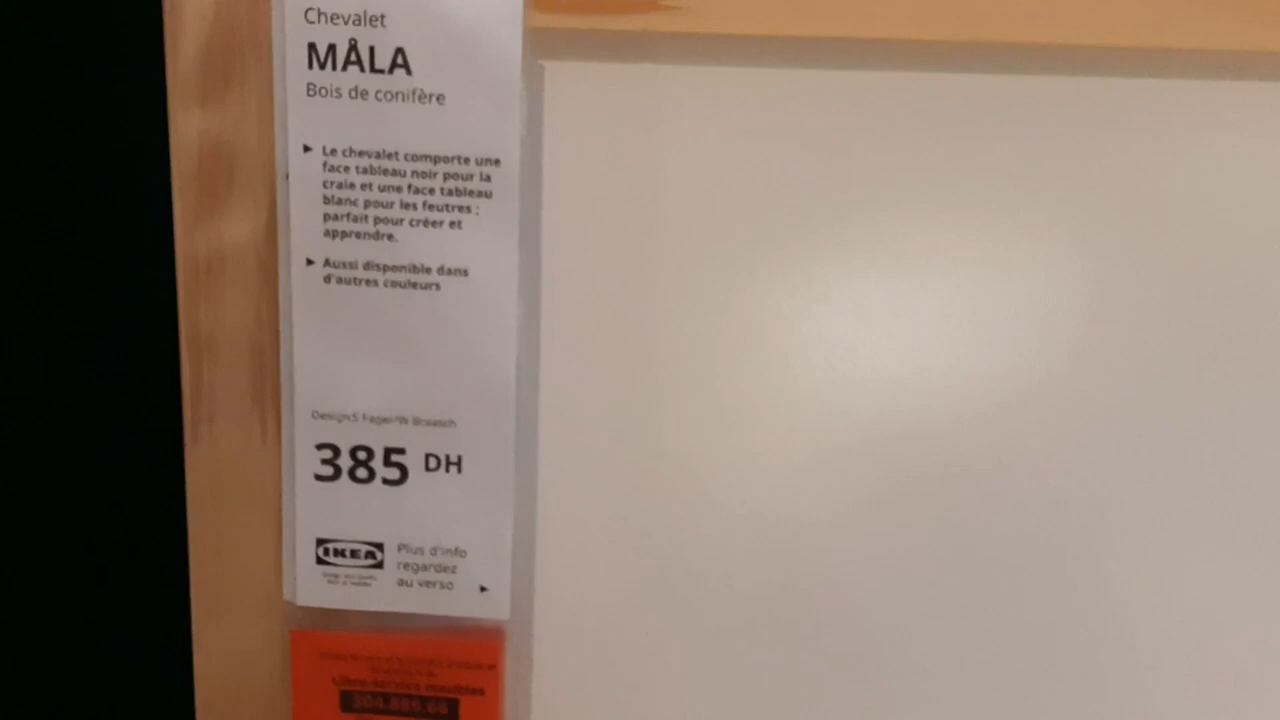 Chevalet
MÅLA
Bois de conifère
► Le chevalet comporte une
face tableau noir pour la
craie et une face tableau
blanc pour les feutres ;
parfait pour créer et
apprendre.
► Aussi disponible dans
d'autres couleurs
385 DH
IKEA
Plus d'info
regardez
au verso ►
Libre-service meubles